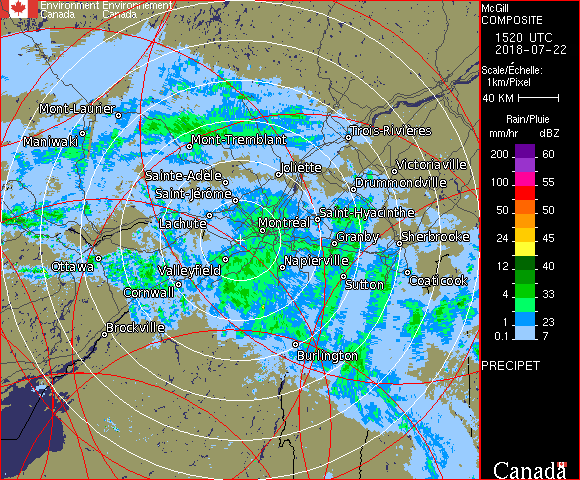 Environment Environnement
Canada Canada
McGill
COMPOSITE
1520 UTC
2018-07-22
Scale/Échelle:
1km/Pixel
40 KM
Rain/Pluie
mm/hr dBZ
200 60
100 55
50 50
24 45
12 40
4 33
1 23
0.1 7
PRECIPET
Canada
Mont-Laurier
Maniwaki
Mont-Tremblant
Trois-Rivières
Sainte-Adèle
Joliette
Victoriaville
Saint-Jérôme
Drummondville
Lachute
Montréal
Saint-Hyacinthe
Granby
Sherbrooke
Ottawa
Valleyfield
Napierville
Cornwall
Sutton
Coaticook
Brockville
Burlington